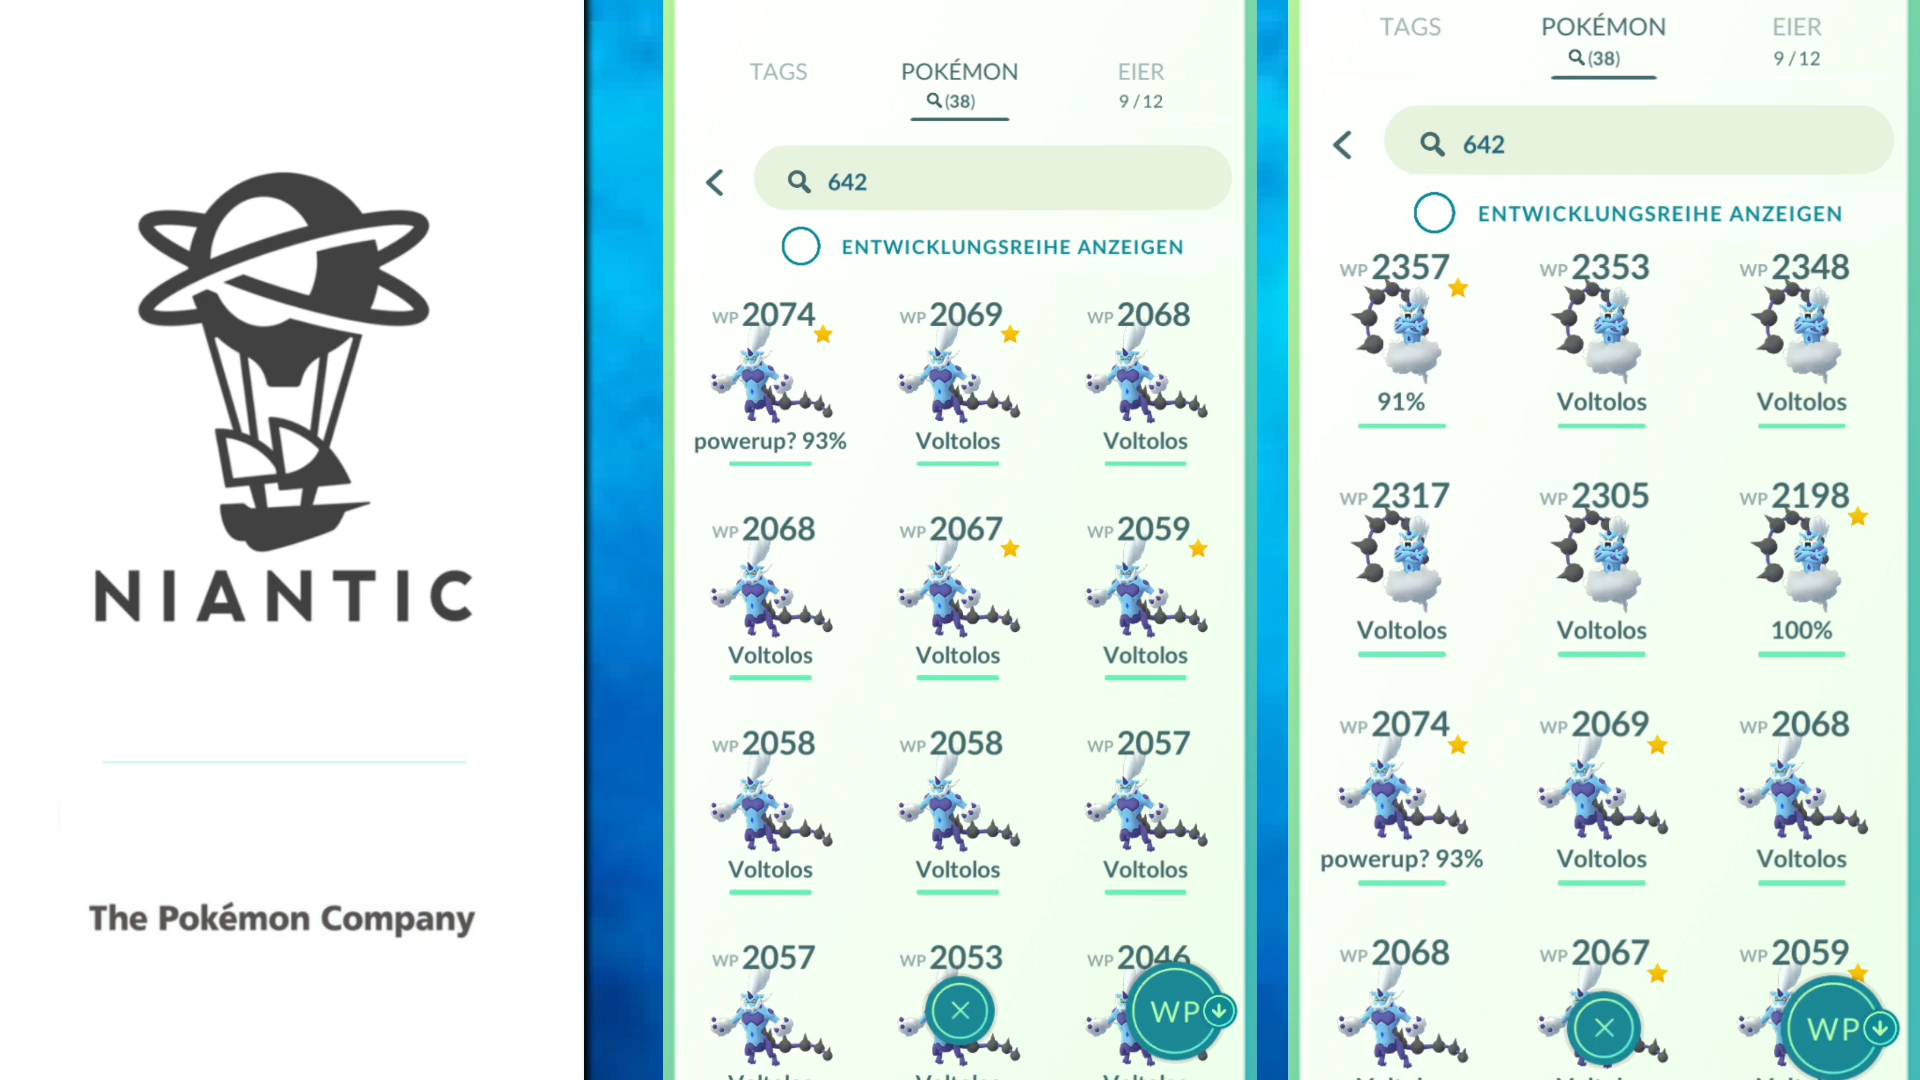 NIANTIC
The Pokémon Company
TAGS POKÉMON EIER
(38) 9 / 12
642
ENTWICKLUNGSREIHE ANZEIGEN
WP 2074 WP 2069 WP 2068
powerup? 93% Voltolos Voltolos
WP 2068 WP 2067 WP 2059
Voltolos Voltolos Voltolos
WP 2058 WP 2058 WP 2057
Voltolos Voltolos Voltolos
WP 2057 WP 2053 WP 2046
WP
TAGS POKÉMON EIER
(38) 9 / 12
642
ENTWICKLUNGSREIHE ANZEIGEN
WP 2357 WP 2353 WP 2348
91% Voltolos Voltolos
WP 2317 WP 2305 WP 2198
Voltolos Voltolos 100%
WP 2074 WP 2069 WP 2068
powerup? 93% Voltolos Voltolos
WP 2068 WP 2067 WP 2059
WP